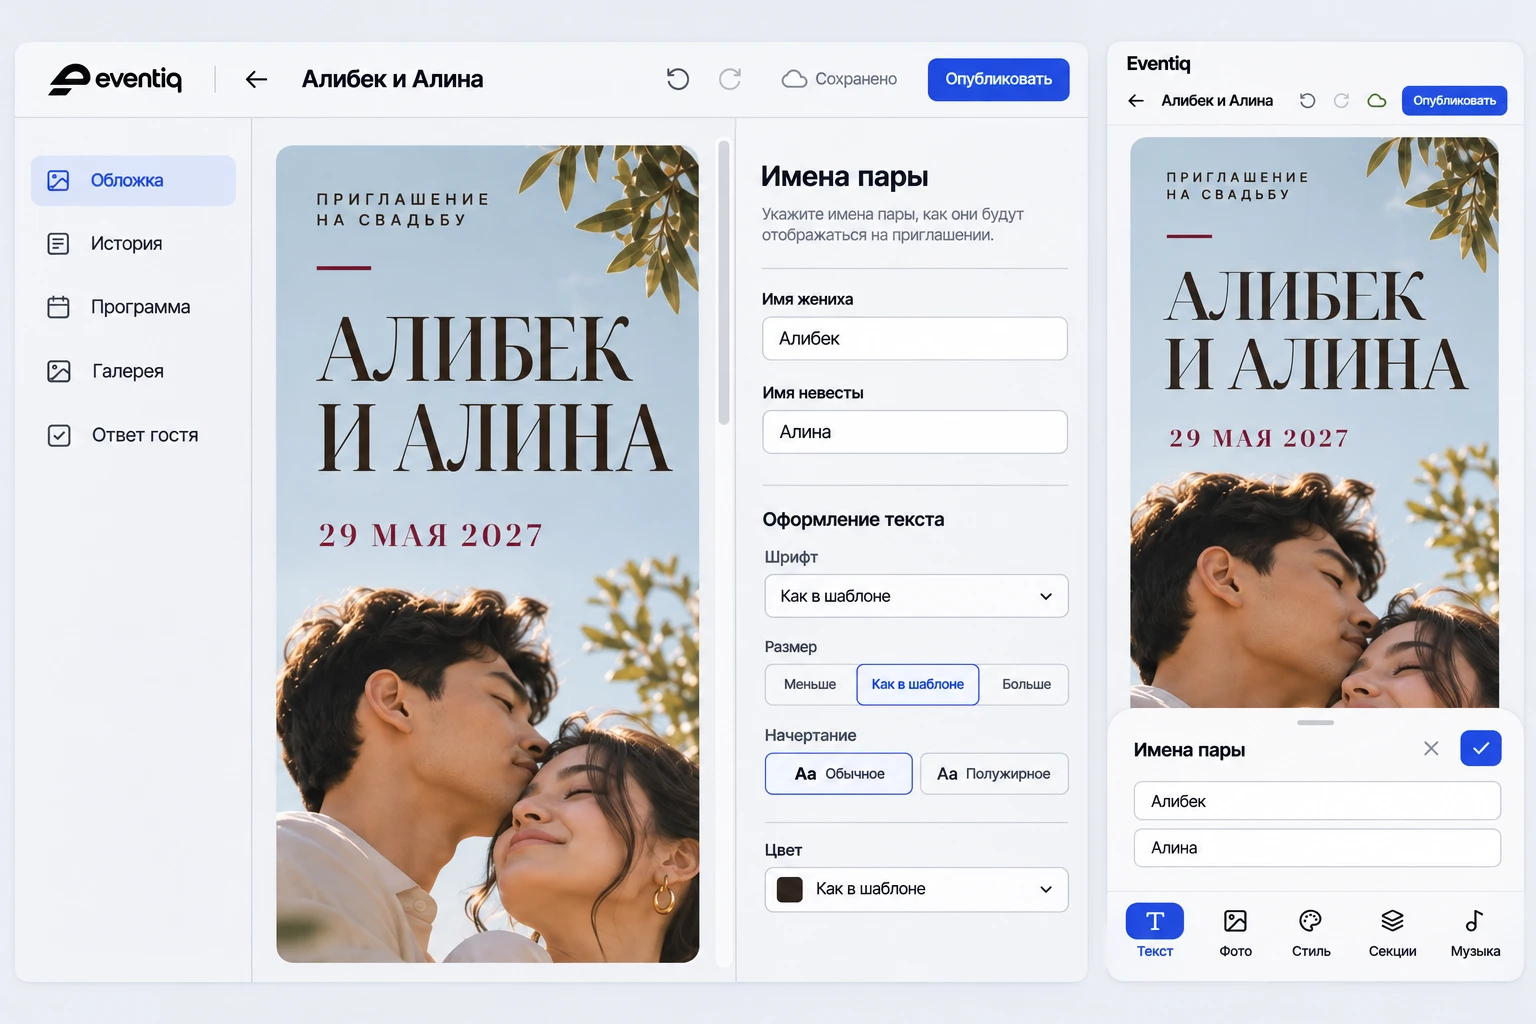 eventiq
Алибек и Алина
Сохранено
Опубликовать
Обложка
История
Программа
Галерея
Ответ гостя
ПРИГЛАШЕНИЕ
НА СВАДЬБУ
АЛИБЕК
И АЛИНА
29 МАЯ 2027
Имена пары
Укажите имена пары, как они будут
отображаться на приглашении.
Имя жениха
Алибек
Имя невесты
Алина
Оформление текста
Шрифт
Как в шаблоне
Размер
Меньше
Как в шаблоне
Больше
Начертание
Aa Обычное
Aa Полужирное
Цвет
Как в шаблоне
Eventiq
Алибек и Алина
Опубликовать
ПРИГЛАШЕНИЕ
НА СВАДЬБУ
АЛИБЕК
И АЛИНА
29 МАЯ 2027
Имена пары
Алибек
Алина
Текст
Фото
Стиль
Секции
Музыка